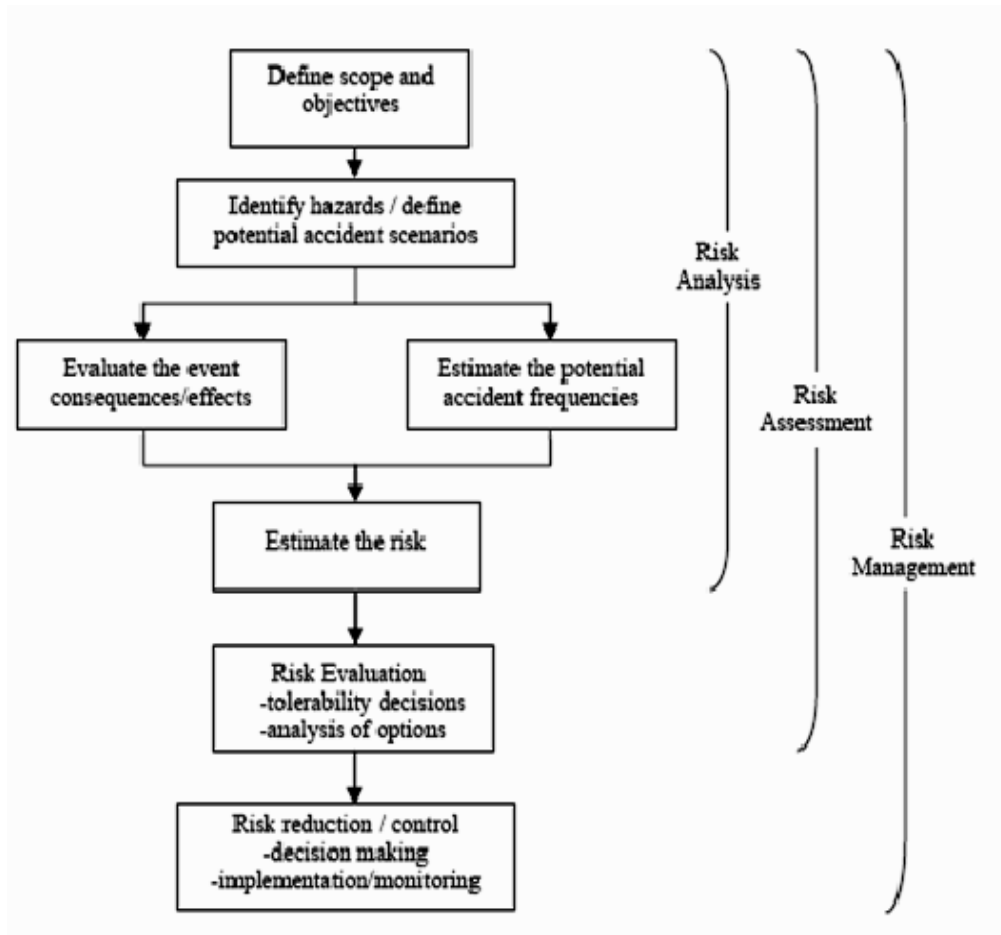 Define scope and
objectives
Identify hazards / define
potential accident scenarios
Evaluate the event
consequences/effects
Estimate the potential
accident frequencies
Estimate the risk
Risk Evaluation
-tolerability decisions
-analysis of options
Risk reduction / control
-decision making
-implementation/monitoring
Risk
Analysis
Risk
Assessment
Risk
Management